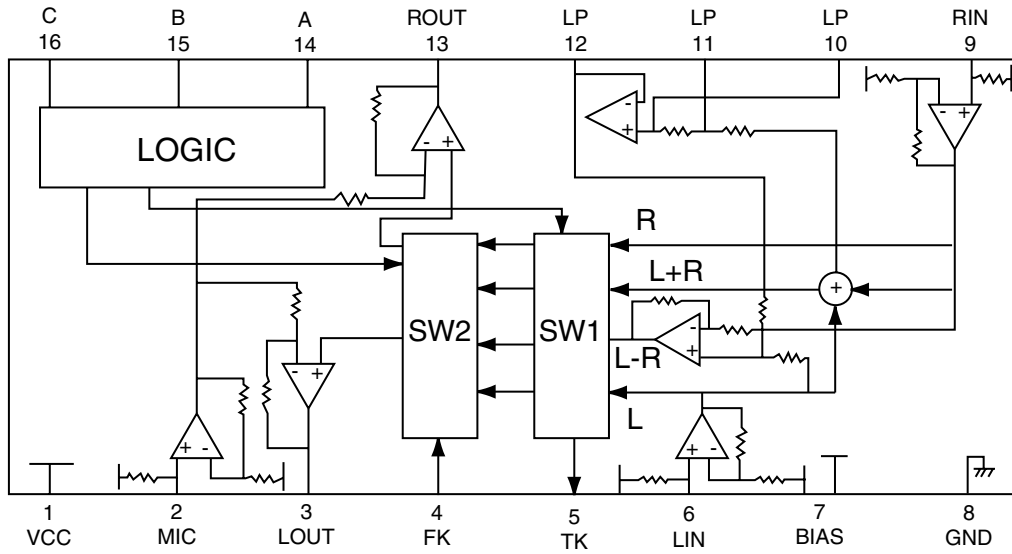 C B A ROUT LP LP LP RIN
16 15 14 13 12 11 10 9
- +
-
+
- +
LOGIC
R
L+R
+
SW2 SW1
-
+
L-R
- +
L
+ -
+ -
1 2 3 4 5 6 7 8
VCC MIC LOUT FK TK LIN BIAS GND